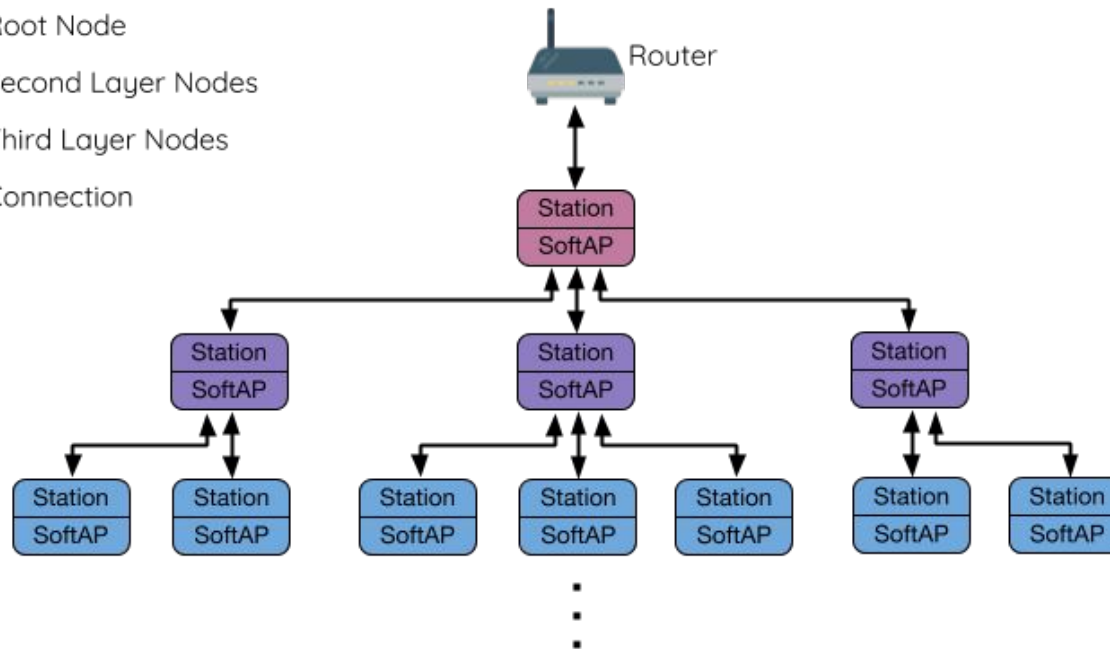 oot Node
econd Layer Nodes
hird Layer Nodes
onnection
Router
Station
SoftAP
Station
SoftAP
Station
SoftAP
Station
SoftAP
Station
SoftAP
Station
SoftAP
Station
SoftAP
Station
SoftAP
Station
SoftAP
Station
SoftAP
Station
SoftAP